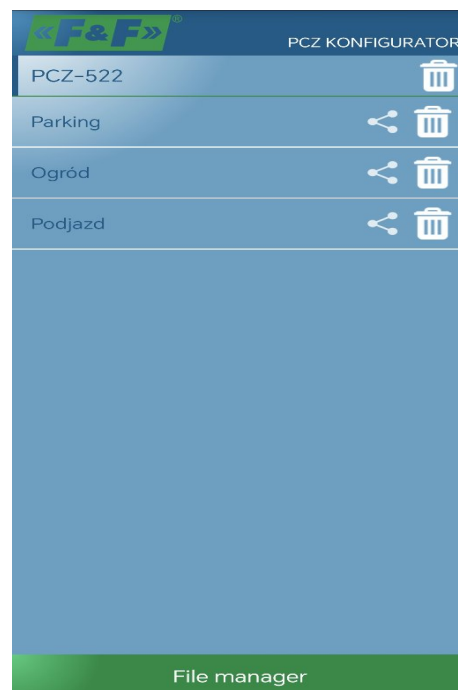 «F&F»®
PCZ KONFIGURATOR
PCZ-522
Parking
Ogród
Podjazd
File manager